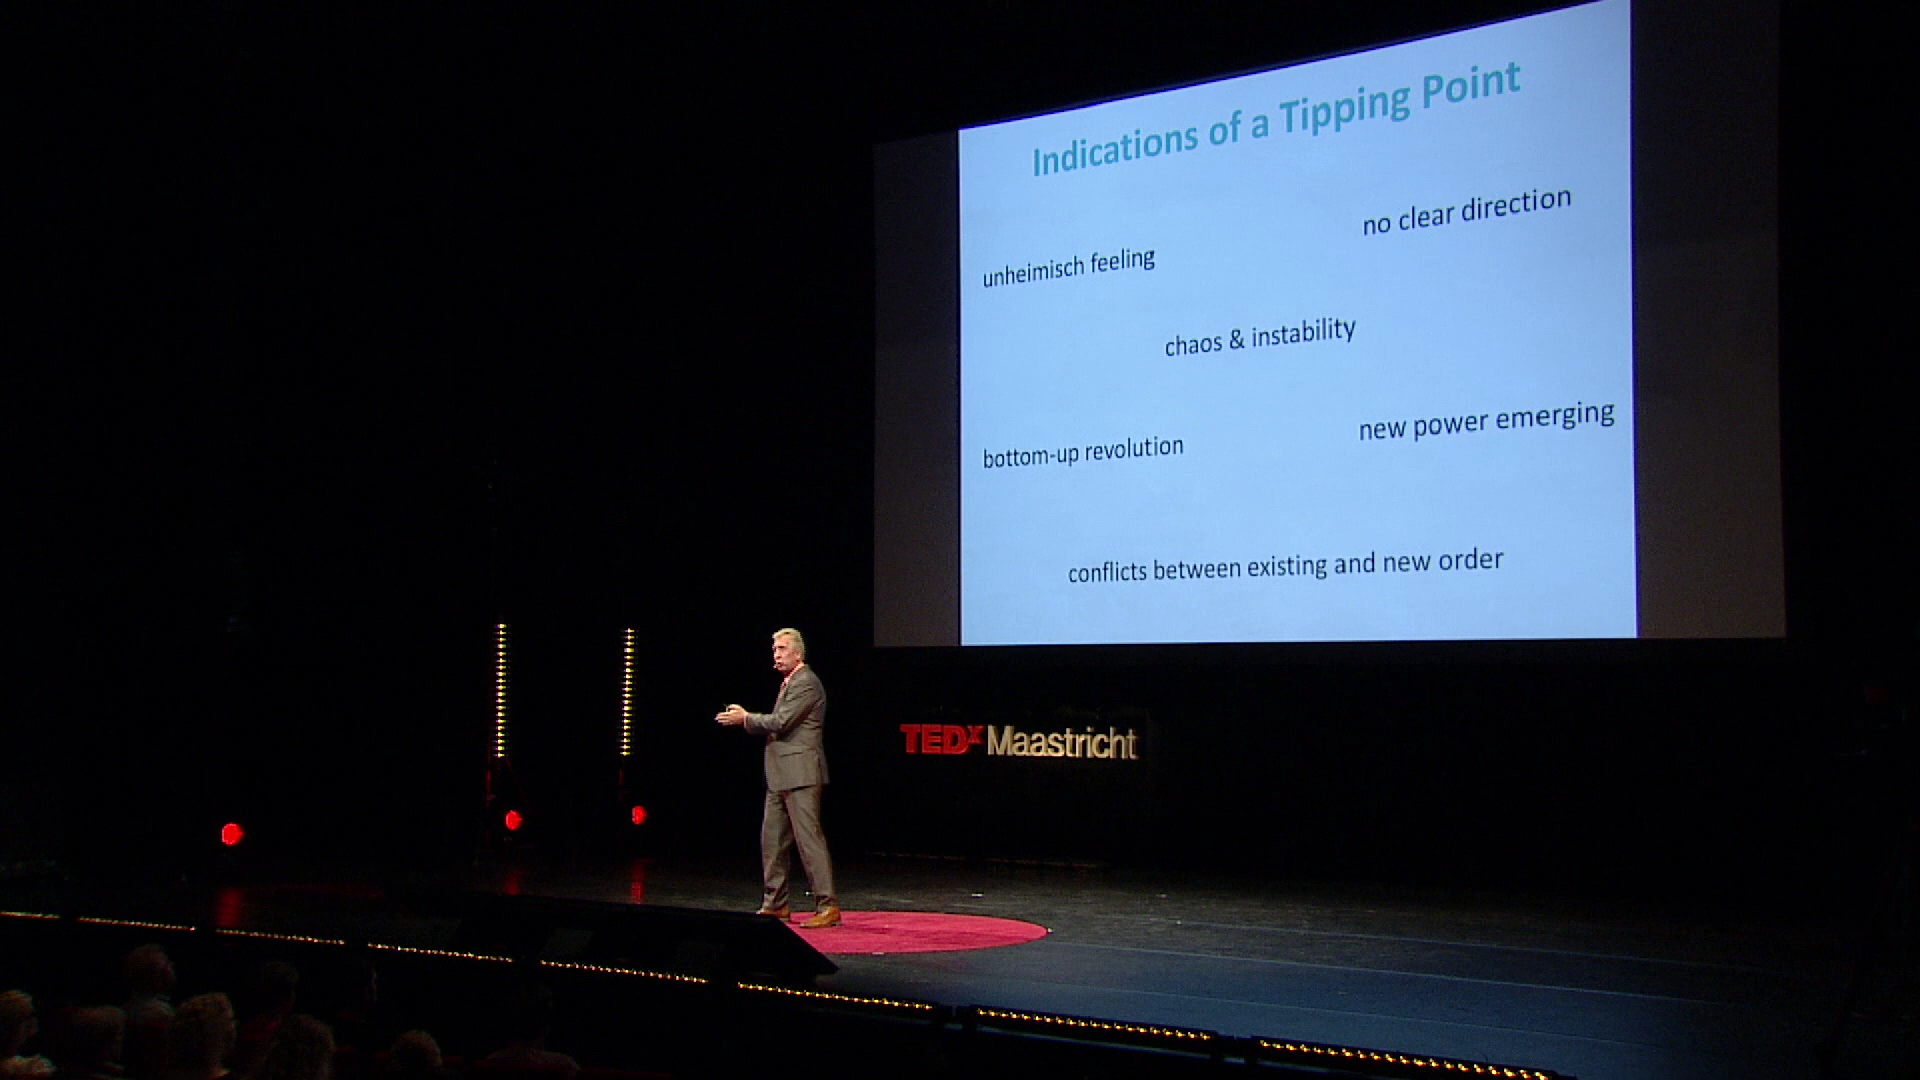 Indications of a Tipping Point
no clear direction
unheimisch feeling
chaos & instability
new power emerging
bottom-up revolution
conflicts between existing and new order
TEDx Maastricht